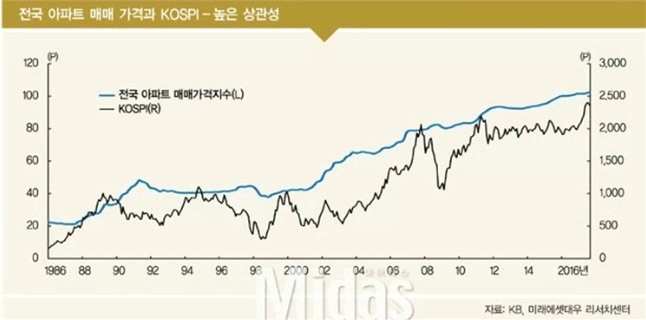 전국 아파트 매매 가격과 KOSPI – 높은 상관성
(P) (P)
120 3,000
100 2,500
80 2,000
60 1,500
40 1,000
20 500
0 0
전국 아파트 매매가격지수(L)
KOSPI(R)
1986 88 90 92 94 96 98 2000 02 04 06 08 10 12 14 2016년
Midas
자료: KB, 미래에셋대우 리서치센터